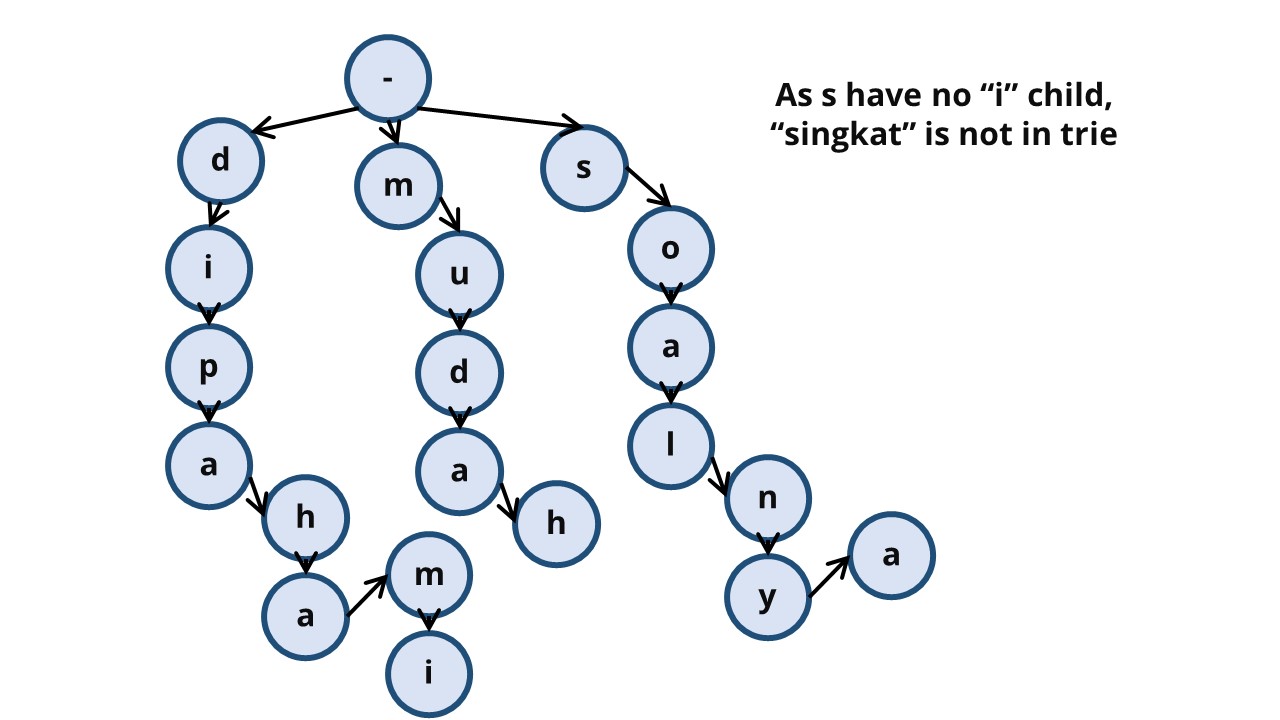 -
As s have no “i” child,
“singkat” is not in trie
d
m
s
i
u
o
p
d
a
a
a
l
h
h
n
a
m
y
a
i